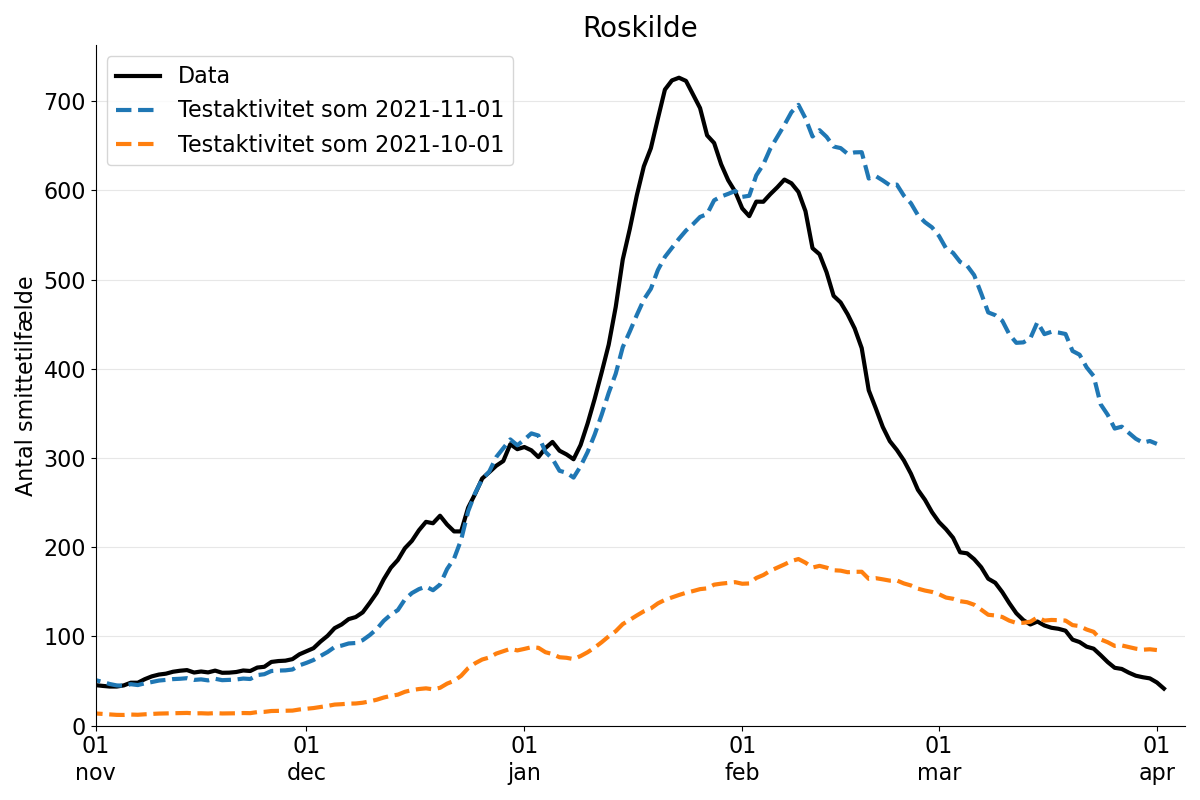 Roskilde
Data
Testaktivitet som 2021-11-01
Testaktivitet som 2021-10-01
Antal smittetilfælde
700
600
500
400
300
200
100
0
01 01 01 01 01 01
nov dec jan feb mar apr